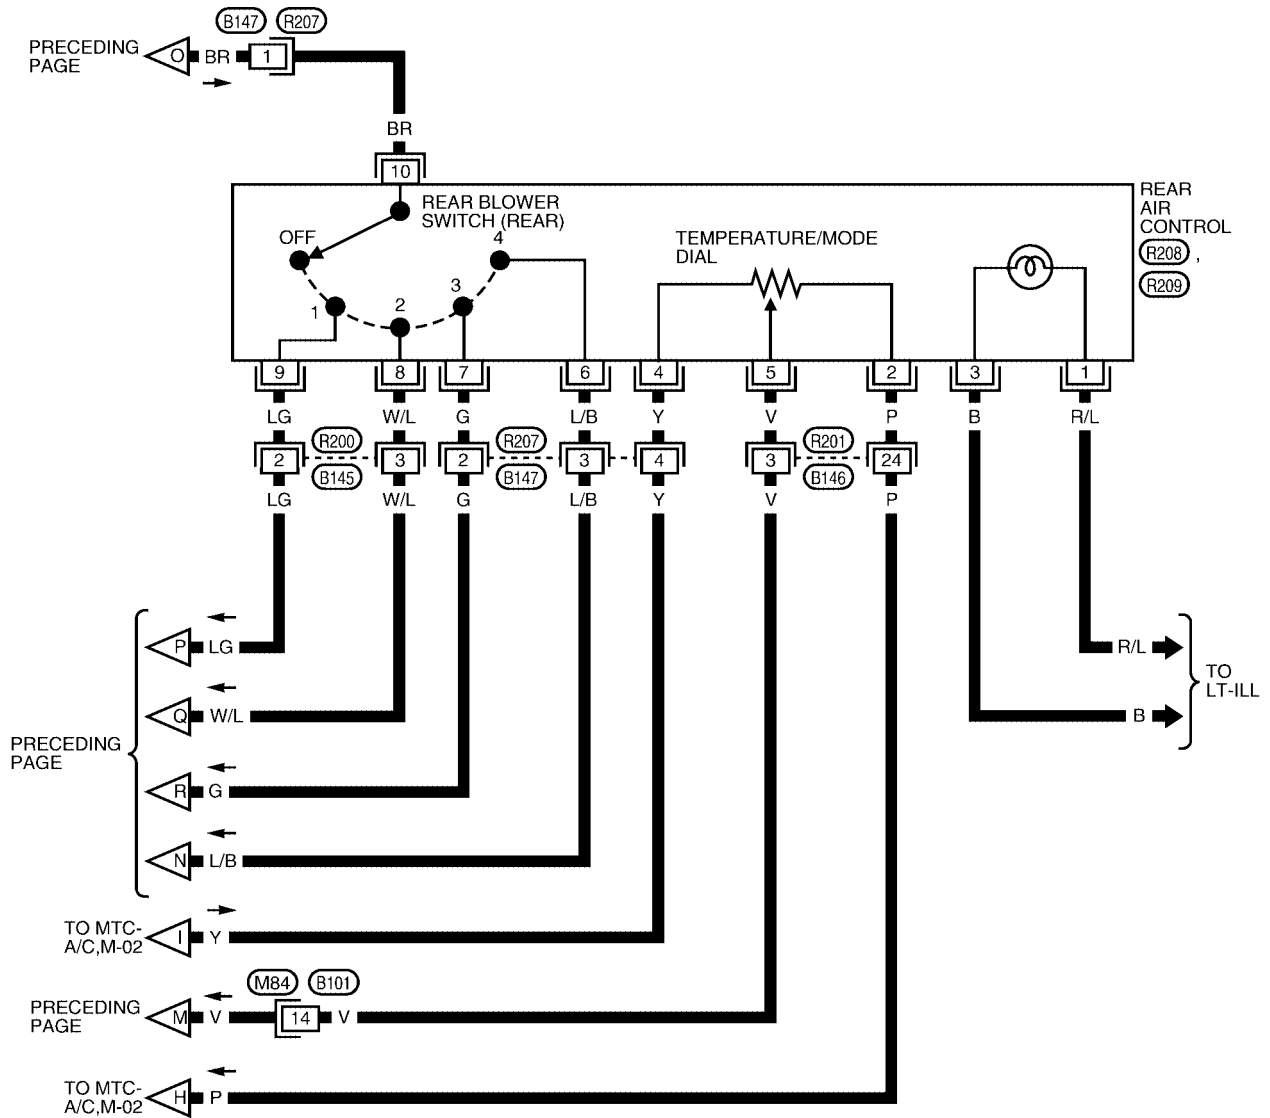 B147 R207
PRECEDING
PAGE
O BR 1
BR
10
REAR BLOWER
SWITCH (REAR)
OFF
1
2
3
4
TEMPERATURE/MODE
DIAL
REAR
AIR
CONTROL
R208 ,
R209
9 8 7 6 4 5 2 3 1
LG W/L G L/B Y V P B R/L
R200 R207 R201
2 3 2 3 4 3 24
B145 B147 B146
LG W/L G L/B Y V P
PRECEDING
PAGE
P LG
Q W/L
R G
N L/B
R/L
B
TO
LT-ILL
TO MTC-
A/C,M-02
I Y
M84 B101
PRECEDING
PAGE
M V 14 V
TO MTC-
A/C,M-02
H P